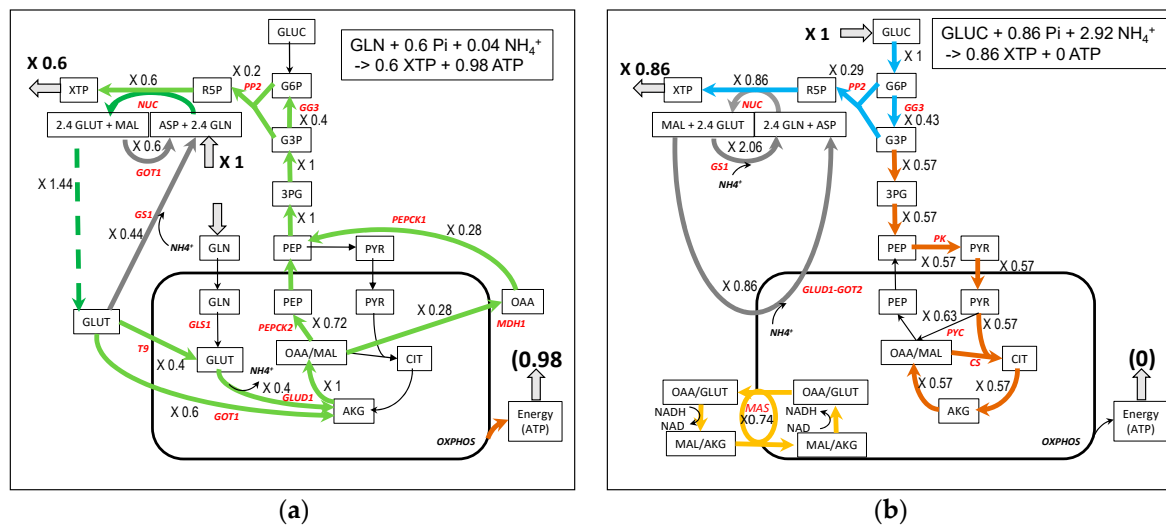 GLUC
GLN + 0.6 Pi + 0.04 NH₄⁺
-> 0.6 XTP + 0.98 ATP
X 0.6
X 0.6
X 0.2
XTP
R5P
PP2
G6P
NUC
GG3
X 0.4
2.4 GLUT + MAL
ASP + 2.4 GLN
G3P
X 0.6
GOT1
X 1
X 1
X 1.44
3PG
GS1
X 0.44
X 1
PEPCK1
X 0.28
NH4⁺
GLN
PEP
PYR
GLN
PEP
PYR
OAA
X 0.28
GLUT
GLS1
PEPCK2
X 0.72
MDH1
T9
GLUT
OAA/MAL
CIT
(0.98
NH4⁺
X 0.4
X 0.4
X 1
GLUD1
AKG
X 0.6
GOT1
OXPHOS
Energy
(ATP)
(a)
X 1
GLUC
GLUC + 0.86 Pi + 2.92 NH₄⁺
-> 0.86 XTP + 0 ATP
X 1
X 0.86
X 0.86
X 0.29
XTP
R5P
PP2
G6P
NUC
GG3
X 0.43
MAL + 2.4 GLUT
2.4 GLN + ASP
G3P
X 2.06
GS1
NH4⁺
X 0.57
3PG
X 0.57
PEP
PK
PYR
X 0.57
X 0.57
X 0.86
GLUD1-GOT2
PEP
PYR
NH4⁺
X 0.63
PYC
X 0.57
OAA/MAL
CS
CIT
(0)
X 0.57
X 0.57
OAA/GLUT
OAA/GLUT
AKG
NADH
NAD
MAS
X0.74
NADH
NAD
MAL/AKG
MAL/AKG
OXPHOS
Energy
(ATP)
(b)